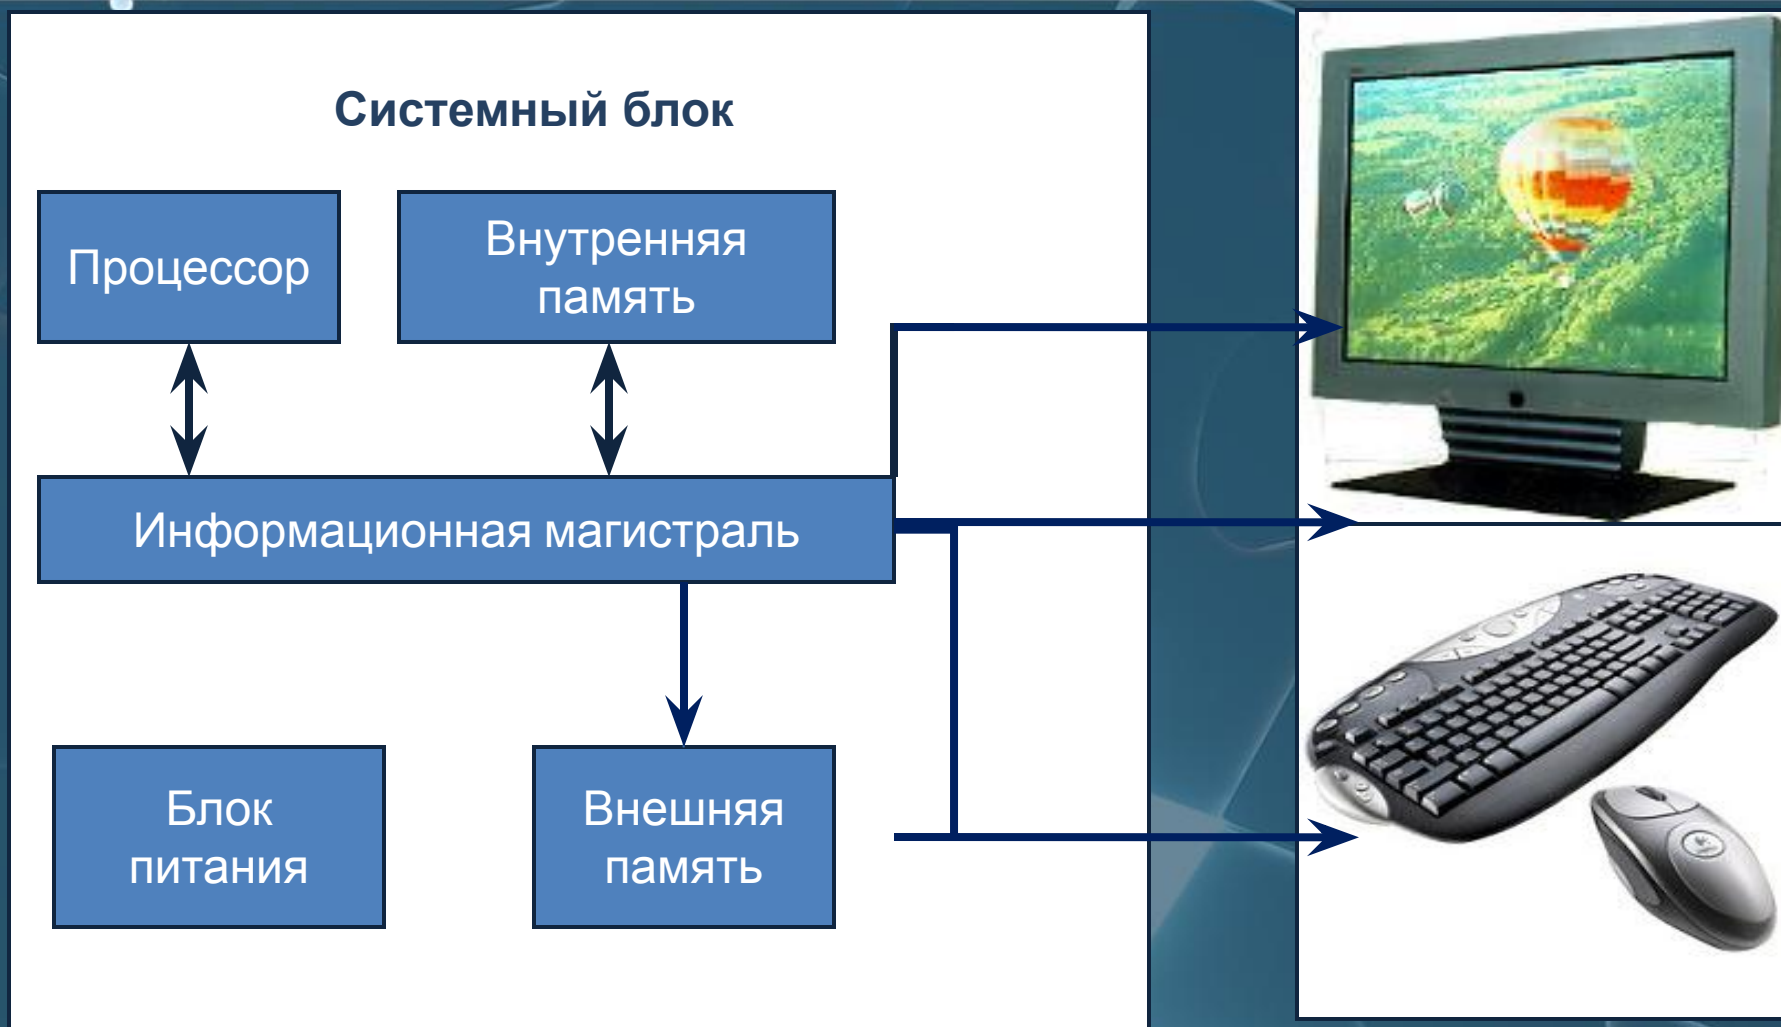 Системный блок
Процессор
Внутренняя
память
Информационная магистраль
Блок
питания
Внешняя
память